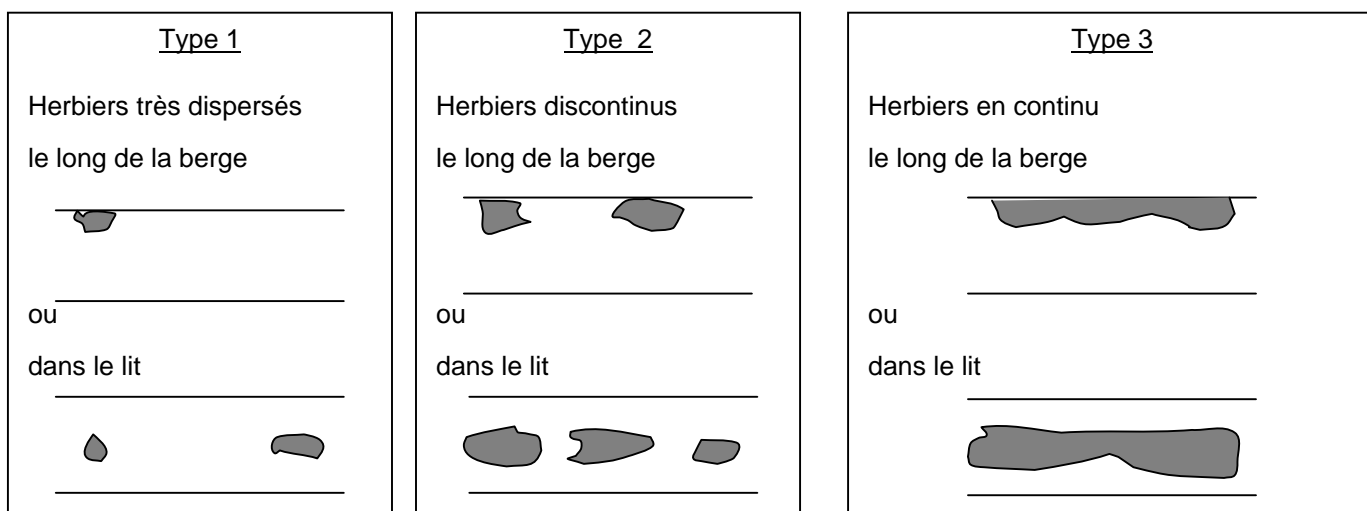 Type 1
Herbiers très dispersés
le long de la berge
ou
dans le lit
Type 2
Herbiers discontinus
le long de la berge
ou
dans le lit
Type 3
Herbiers en continu
le long de la berge
ou
dans le lit